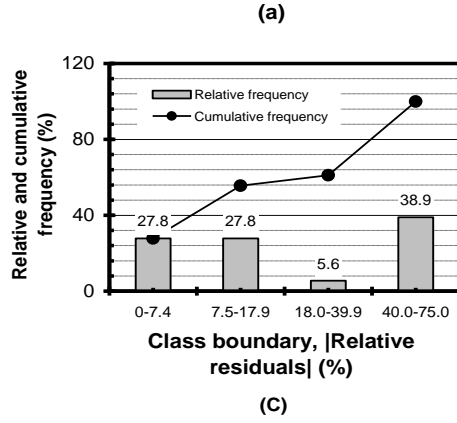 (a)
Relative and cumulative
frequency (%)
120
80
40
0
Relative frequency
Cumulative frequency
27.8
27.8
5.6
38.9
0-7.4
7.5-17.9
18.0-39.9
40.0-75.0
Class boundary, |Relative
residuals| (%)
(C)